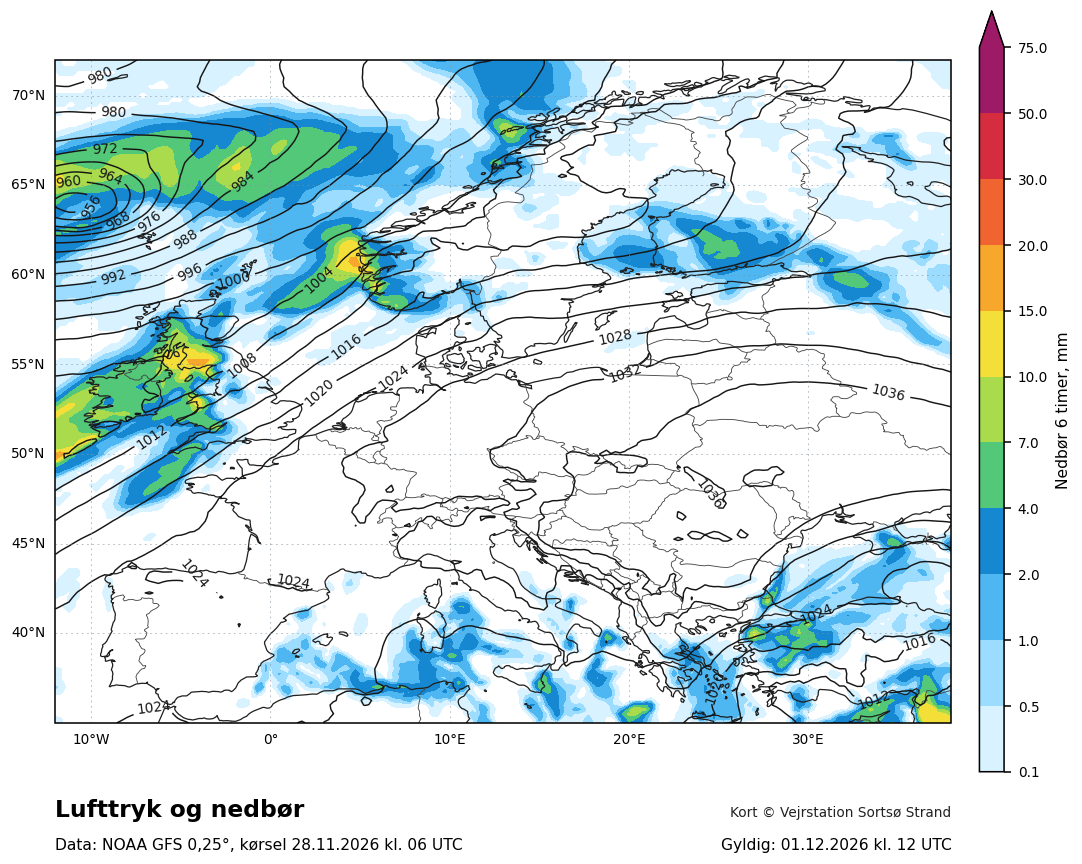 980
980
972
960
964
956
968
976
984
988
992
996
1000
1004
1008
1012
1016
1020
1024
1028
1032
1036
1036
1024
1024
1024
1024
1016
1012
70°N
65°N
60°N
55°N
50°N
45°N
40°N
10°W
0°
10°E
20°E
30°E
75.0
50.0
30.0
20.0
15.0
10.0
7.0
4.0
2.0
1.0
0.5
0.1
Nedbør 6 timer, mm
Lufttryk og nedbør
Kort © Vejrstation Sortsø Strand
Data: NOAA GFS 0,25°, kørsel 28.11.2026 kl. 06 UTC
Gyldig: 01.12.2026 kl. 12 UTC